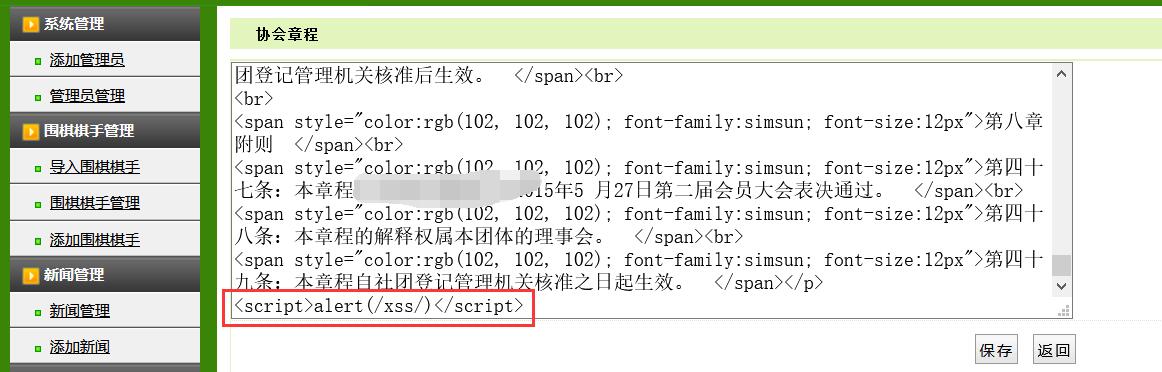 系统管理
添加管理员
管理员管理
围棋棋手管理
导入围棋棋手
围棋棋手管理
添加围棋棋手
新闻管理
新闻管理
添加新闻
协会章程
团登记管理机关核准后生效。 </span><br>
<br>
<span style="color:rgb(102, 102, 102); font-family:simsun; font-size:12px">第八章
附则 </span><br>
<span style="color:rgb(102, 102, 102); font-family:simsun; font-size:12px">第四十
七条：本章程 015年5 月27日第二届会员大会表决通过。 </span><br>
<span style="color:rgb(102, 102, 102); font-family:simsun; font-size:12px">第四十
八条：本章程的解释权属本团体的理事会。 </span><br>
<span style="color:rgb(102, 102, 102); font-family:simsun; font-size:12px">第四十
九条：本章程自社团登记管理机关核准之日起生效。 </span></p>
<script>alert(/xss/)</script>
保存 返回